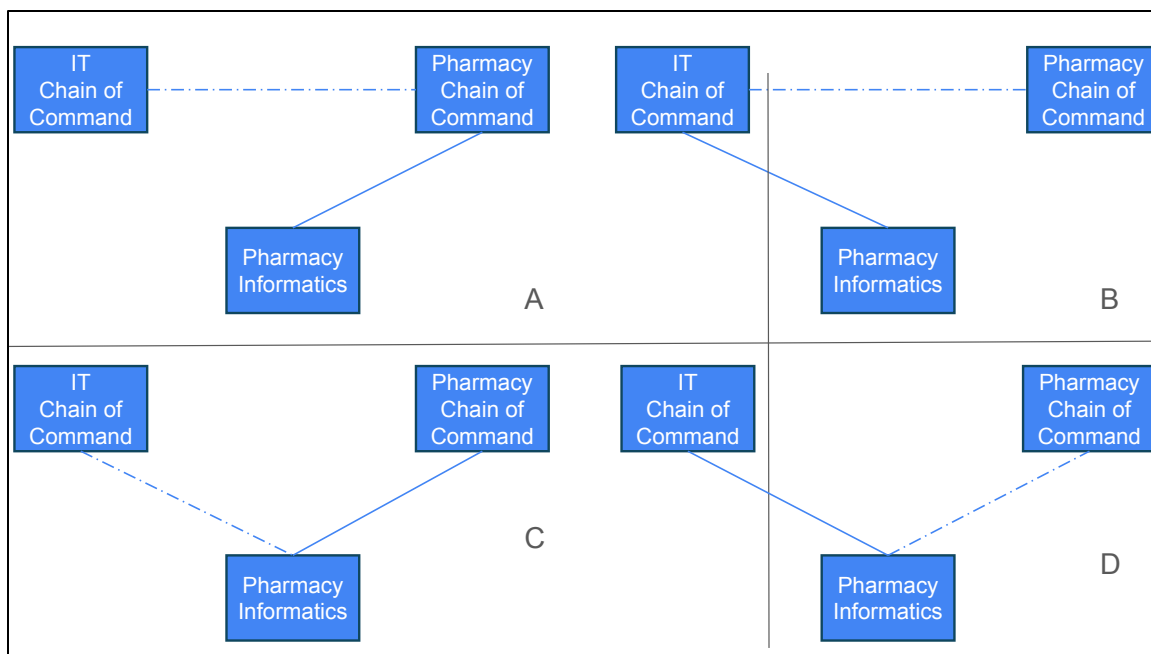 IT
Chain of
Command
Pharmacy
Chain of
Command
Pharmacy
Informatics
A
IT
Chain of
Command
Pharmacy
Chain of
Command
Pharmacy
Informatics
B
IT
Chain of
Command
Pharmacy
Chain of
Command
Pharmacy
Informatics
C
IT
Chain of
Command
Pharmacy
Chain of
Command
Pharmacy
Informatics
D